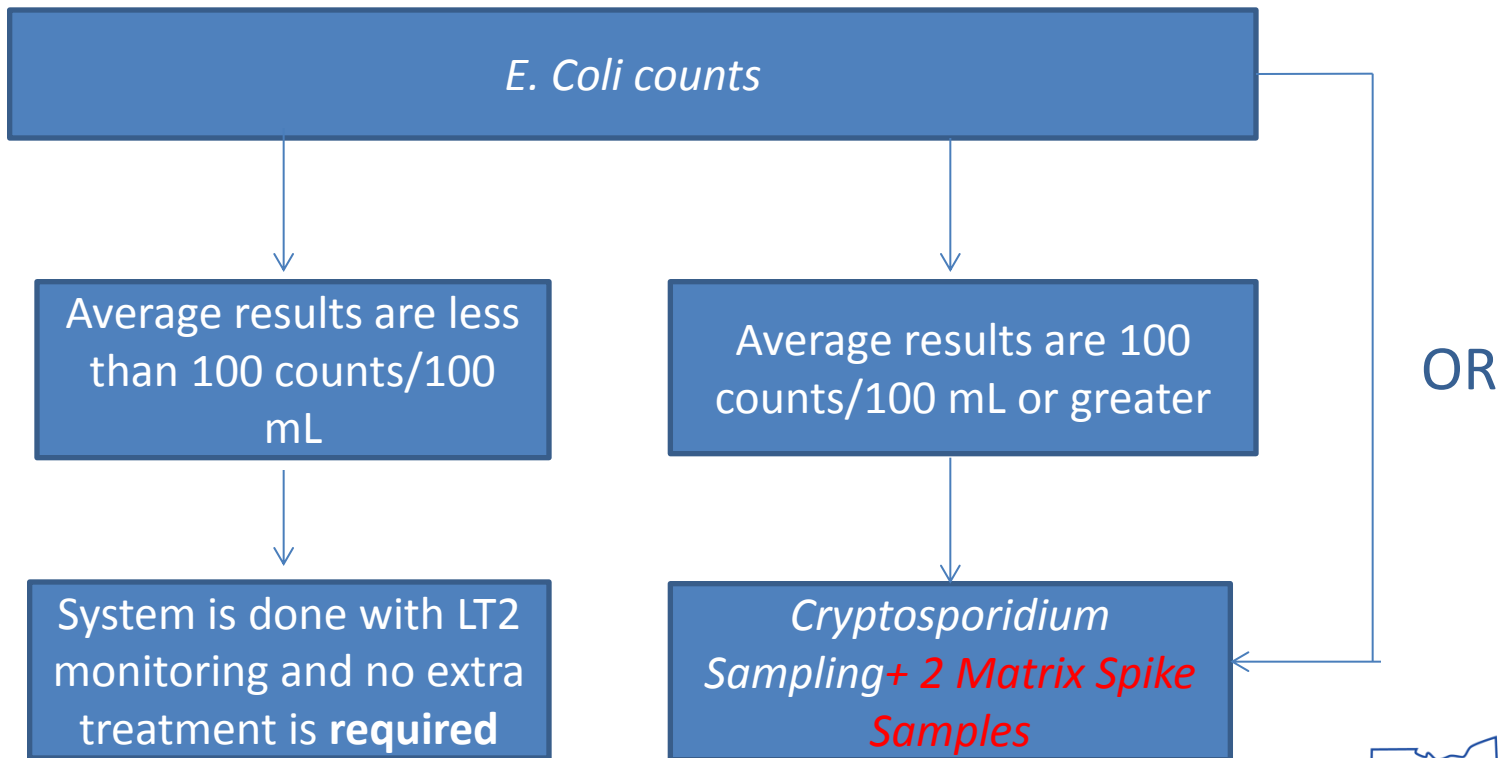 E. Coli counts
Average results are less
than 100 counts/100
mL
Average results are 100
counts/100 mL or greater
OR
System is done with LT2
monitoring and no extra
treatment is required
Cryptosporidium
Sampling+ 2 Matrix Spike
Samples